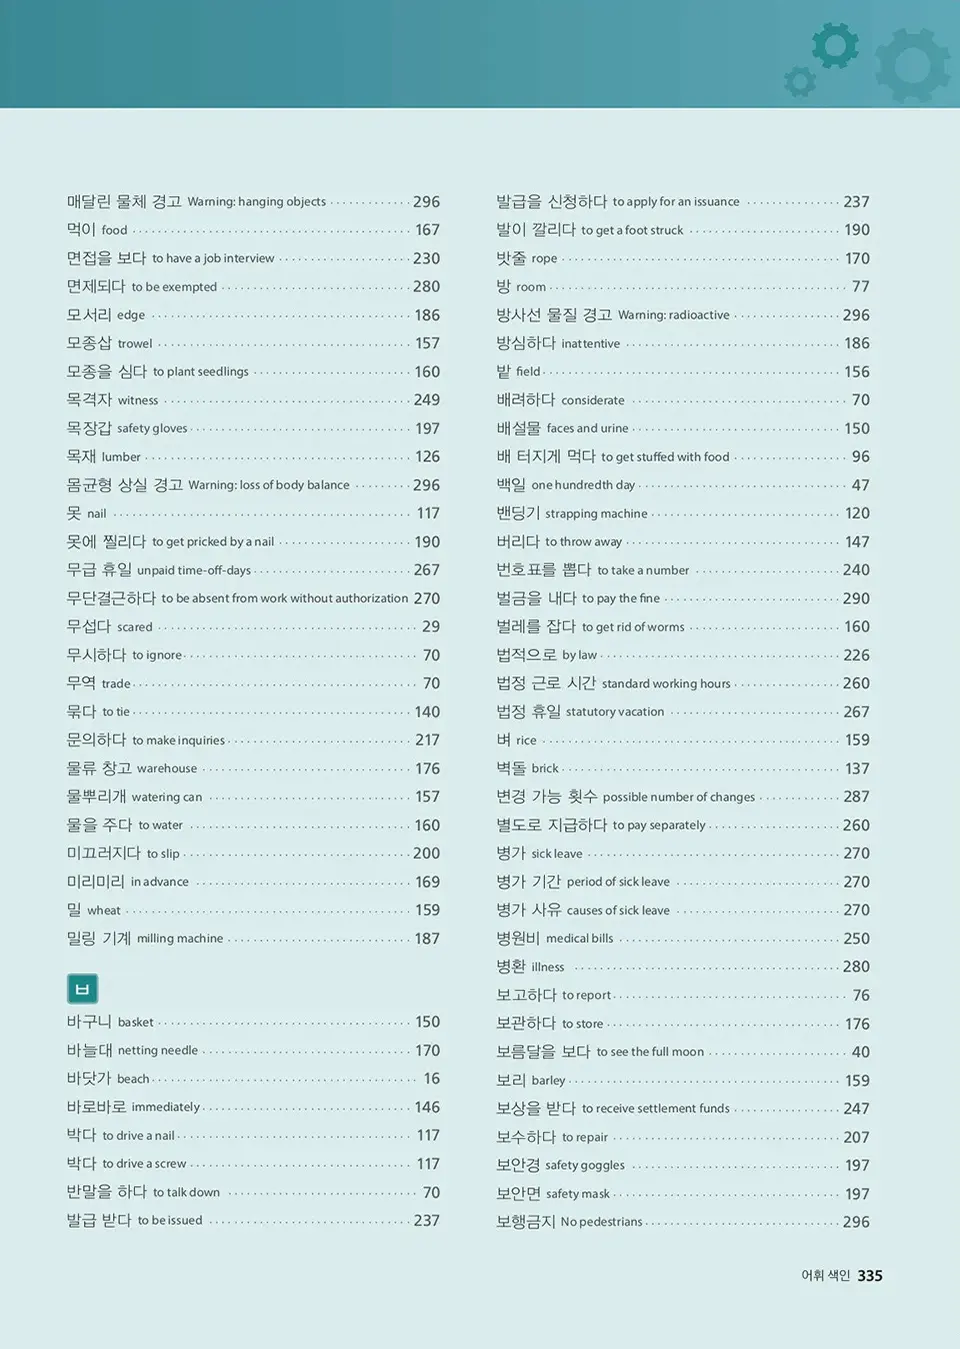 매달린 물체 경고 Warning: hanging objects 296
먹이 food 167
면접을 보다 to have a job interview 230
면제되다 to be exempted 280
모서리 edge 186
모종삽 trowel 157
모종을 심다 to plant seedlings 160
목격자 witness 249
목장갑 safety gloves 197
목재 lumber 126
몸균형 상실 경고 Warning: loss of body balance 296
못 nail 117
못에 찔리다 to get pricked by a nail 190
무급 휴일 unpaid time-off-days 267
무단결근하다 to be absent from work without authorization 270
무섭다 scared 29
무시하다 to ignore 70
무역 trade 70
묶다 to tie 140
문의하다 to make inquiries 217
물류 창고 warehouse 176
물뿌리개 watering can 157
물을 주다 to water 160
미끄러지다 to slip 200
미리미리 in advance 169
밀 wheat 159
밀링 기계 milling machine 187
ㅂ
바구니 basket 150
바늘대 netting needle 170
바닷가 beach 16
바로바로 immediately 146
박다 to drive a nail 117
박다 to drive a screw 117
반말을 하다 to talk down 70
발급 받다 to be issued 237
발급을 신청하다 to apply for an issuance 237
발이 깔리다 to get a foot struck 190
밧줄 rope 170
방 room 77
방사선 물질 경고 Warning: radioactive 296
방심하다 inattentive 186
밭 field 156
배려하다 considerate 70
배설물 faces and urine 150
배 터지게 먹다 to get stuffed with food 96
백일 one hundredth day 47
밴딩기 strapping machine 120
버리다 to throw away 147
번호표를 뽑다 to take a number 240
벌금을 내다 to pay the fine 290
벌레를 잡다 to get rid of worms 160
법적으로 by law 226
법정 근로 시간 standard working hours 260
법정 휴일 statutory vacation 267
벼 rice 159
벽돌 brick 137
변경 가능 횟수 possible number of changes 287
별도로 지급하다 to pay separately 260
병가 sick leave 270
병가 기간 period of sick leave 270
병가 사유 causes of sick leave 270
병원비 medical bills 250
병환 illness 280
보고하다 to report 76
보관하다 to store 176
보름달을 보다 to see the full moon 40
보리 barley 159
보상을 받다 to receive settlement funds 247
보수하다 to repair 207
보안경 safety goggles 197
보안면 safety mask 197
보행금지 No pedestrians 296
어휘 색인 335